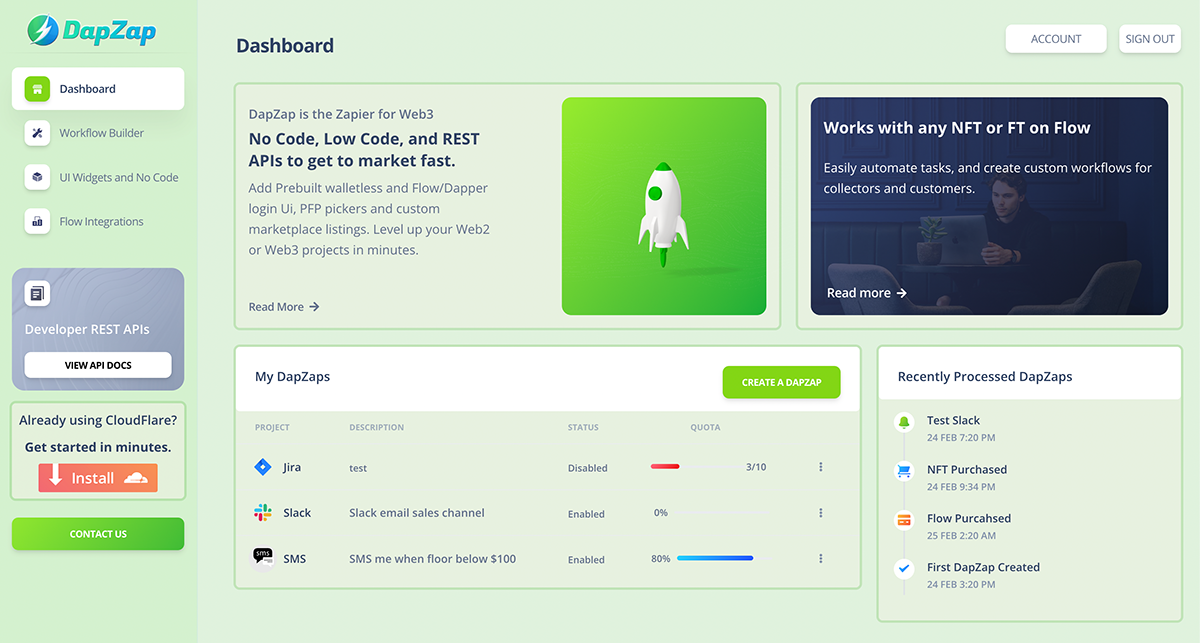 DapZap
Dashboard
Workflow Builder
UI Widgets and No Code
Flow Integrations
Developer REST APIs
VIEW API DOCS
Already using CloudFlare?
Get started in minutes.
Install
CONTACT US
Dashboard
ACCOUNT
SIGN OUT
DapZap is the Zapier for Web3
No Code, Low Code, and REST
APIs to get to market fast.
Add Prebuilt walletless and Flow/Dapper
login Ui, PFP pickers and custom
marketplace listings. Level up your Web2
or Web3 projects in minutes.
Read More →
Works with any NFT or FT on Flow
Easily automate tasks, and create custom workflows for
collectors and customers.
Read more →
My DapZaps
CREATE A DAPZAP
PROJECT DESCRIPTION STATUS QUOTA
Jira test Disabled 3/10
Slack Slack email sales channel Enabled 0%
sms SMS SMS me when floor below $100 Enabled 80%
Recently Processed DapZaps
Test Slack
24 FEB 7:20 PM
NFT Purchased
24 FEB 9:34 PM
Flow Purcahsed
25 FEB 2:20 AM
First DapZap Created
24 FEB 3:20 PM